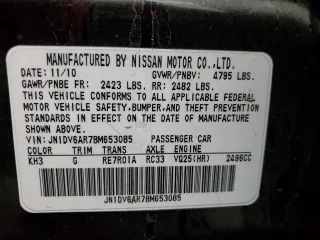 MANUFACTURED BY NISSAN MOTOR CO.,LTD.
DATE: 11/10 GVWR/PNBV: 4795 LBS.
GAWR/PNBE FR: 2423 LBS. RR: 2482 LBS.
THIS VEHICLE CONFORMS TO ALL APPLICABLE FEDERAL
MOTOR VEHICLE SAFETY,BUMPER,AND THEFT PREVENTION
STANDARDS IN EFFECT ON THE DATE OF MANUFACTURE
SHOWN ABOVE.
VIN: JN1DV6AR7BM653085 PASSENGER CAR
COLOR TRIM TRANS AXLE ENGINE
KH3 G RE7R01A RC33 VQ25(HR) 2496CC
JN1DV6AR7BM653085